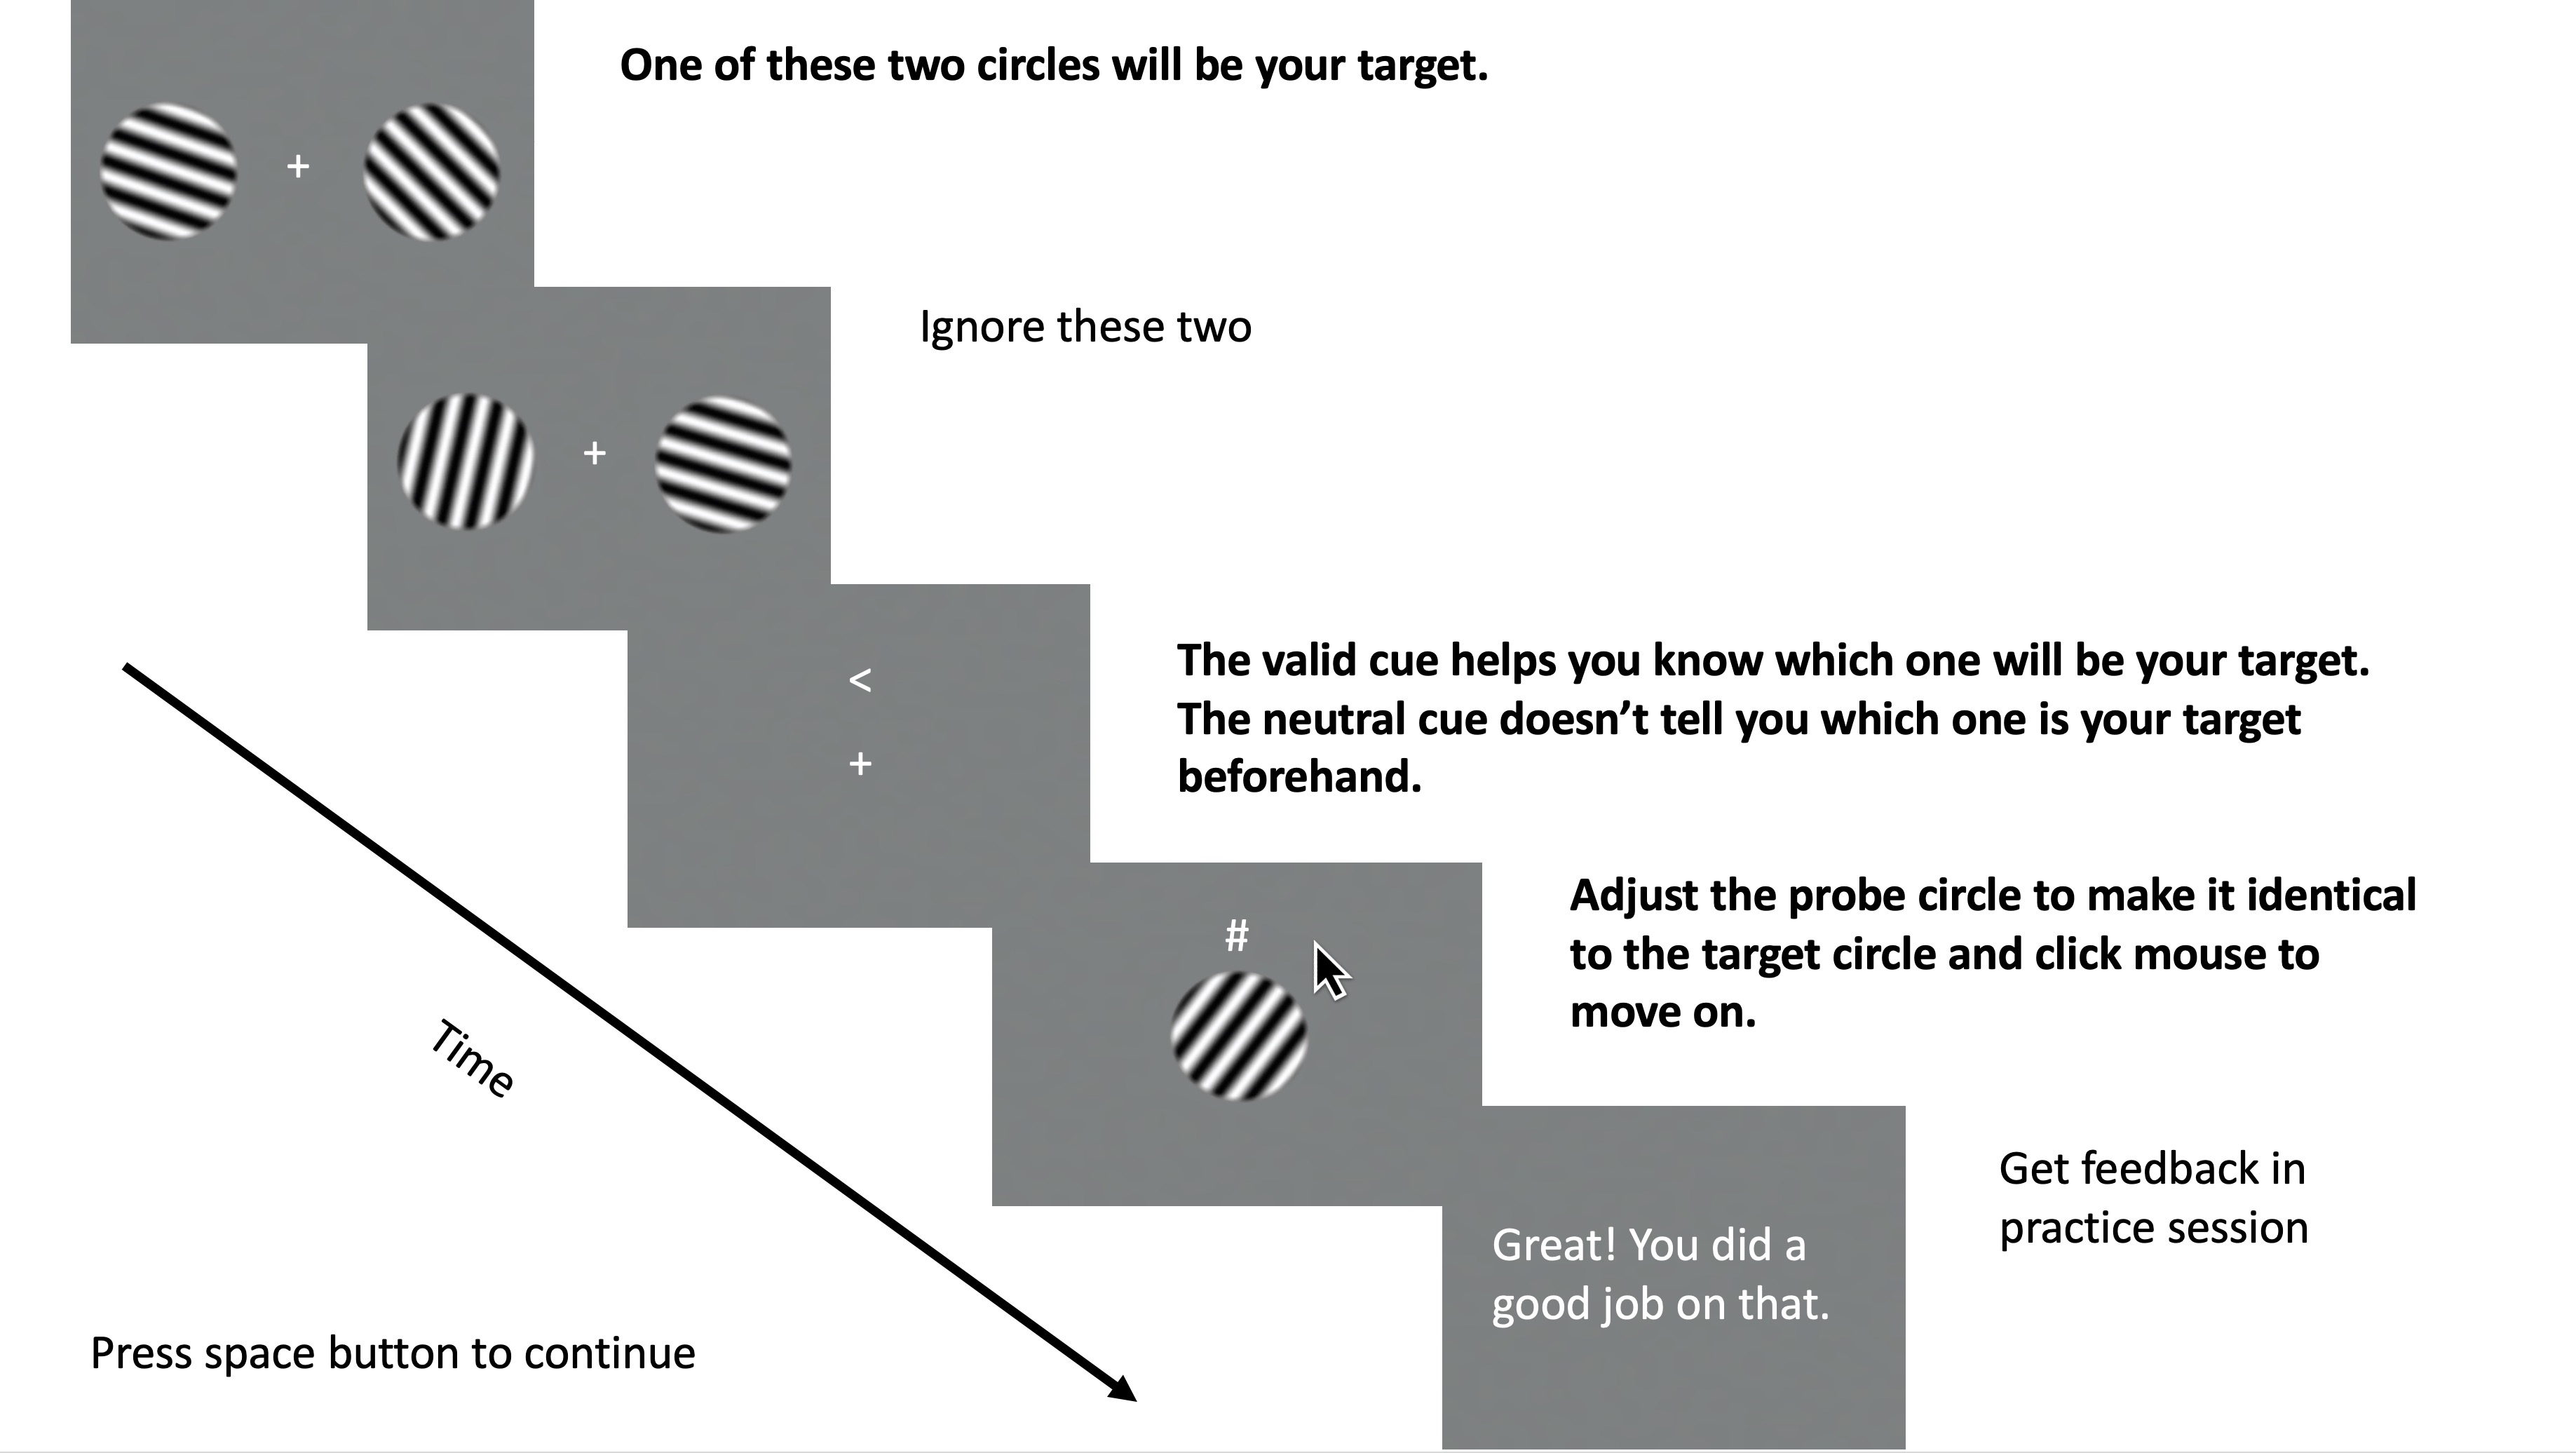 One of these two circles will be your target.
+
Ignore these two
+
<
+
The valid cue helps you know which one will be your target.
The neutral cue doesn’t tell you which one is your target
beforehand.
#
Adjust the probe circle to make it identical
to the target circle and click mouse to
move on.
Time
Get feedback in
practice session
Great! You did a
good job on that.
Press space button to continue